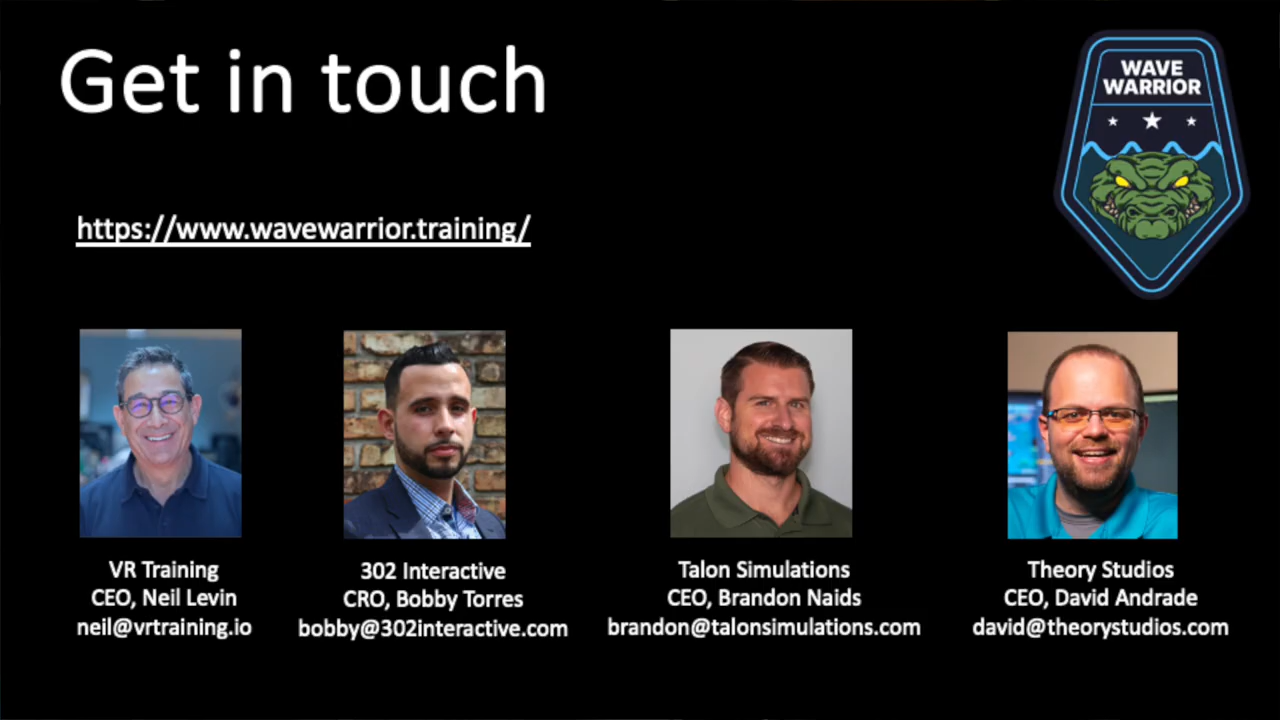 Get in touch
WAVE
WARRIOR
https://www.wavewarrior.training/
VR Training
CEO, Neil Levin
neil@vrtraining.io
302 Interactive
CRO, Bobby Torres
bobby@302interactive.com
Talon Simulations
CEO, Brandon Naids
brandon@talonsimulations.com
Theory Studios
CEO, David Andrade
david@theorystudios.com